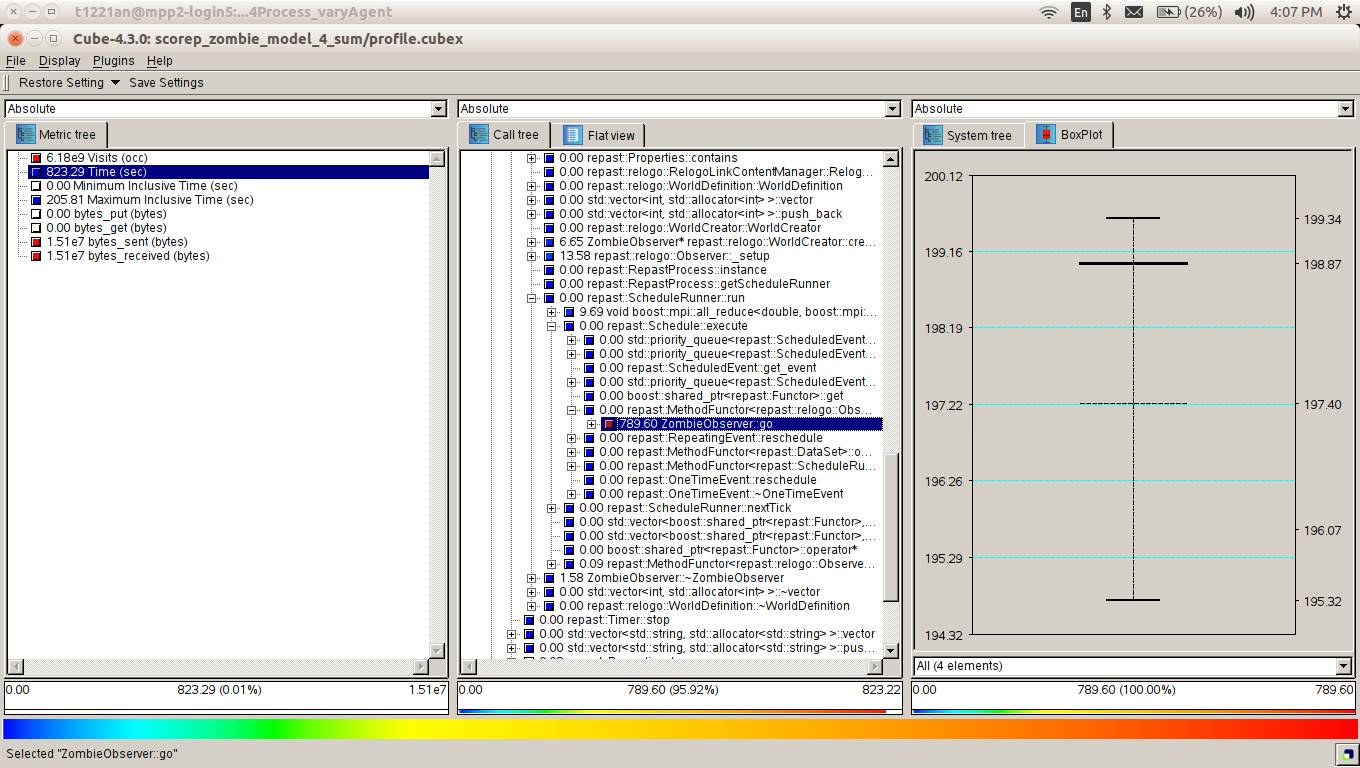 t1221an@mpp2-login5:...4Process_varyAgent
En
(26%)
4:07 PM
Cube-4.3.0: scorep_zombie_model_4_sum/profile.cubex
File Display Plugins Help
Restore Setting Save Settings
Absolute
Metric tree
6.18e9 Visits (occ)
823.29 Time (sec)
0.00 Minimum Inclusive Time (sec)
205.81 Maximum Inclusive Time (sec)
0.00 bytes_put (bytes)
0.00 bytes_get (bytes)
1.51e7 bytes_sent (bytes)
1.51e7 bytes_received (bytes)
0.00 823.29 (0.01%) 1.51e7
Absolute
Call tree Flat view
0.00 repast::Properties::contains
0.00 repast::relogo::RelogoLinkContentManager::Relog...
0.00 repast::relogo::WorldDefinition::WorldDefinition
0.00 std::vector<int, std::allocator<int> >::vector
0.00 std::vector<int, std::allocator<int> >::push_back
0.00 repast::relogo::WorldCreator::WorldCreator
6.65 ZombieObserver* repast::relogo::WorldCreator::cre...
13.58 repast::relogo::Observer::_setup
0.00 repast::RepastProcess::instance
0.00 repast::RepastProcess::getScheduleRunner
0.00 repast::ScheduleRunner::run
9.69 void boost::mpi::all_reduce<double, boost::mpi:...
0.00 repast::Schedule::execute
0.00 std::priority_queue<repast::ScheduledEvent...
0.00 std::priority_queue<repast::ScheduledEvent...
0.00 repast::ScheduledEvent::get_event
0.00 std::priority_queue<repast::ScheduledEvent...
0.00 boost::shared_ptr<repast::Functor>::get
0.00 repast::MethodFunctor<repast::relogo::Obs...
789.60 ZombieObserver::go
0.00 repast::RepeatingEvent::reschedule
0.00 repast::MethodFunctor<repast::DataSet>::o...
0.00 repast::MethodFunctor<repast::ScheduleRu...
0.00 repast::OneTimeEvent::reschedule
0.00 repast::OneTimeEvent::~OneTimeEvent
0.00 repast::ScheduleRunner::nextTick
0.00 std::vector<boost::shared_ptr<repast::Functor>,...
0.00 std::vector<boost::shared_ptr<repast::Functor>,...
0.00 boost::shared_ptr<repast::Functor>::operator*
0.09 repast::MethodFunctor<repast::relogo::Observe...
1.58 ZombieObserver::~ZombieObserver
0.00 std::vector<int, std::allocator<int> >::~vector
0.00 repast::relogo::WorldDefinition::~WorldDefinition
0.00 repast::Timer::stop
0.00 std::vector<std::string, std::allocator<std::string> >::vector
0.00 std::vector<std::string, std::allocator<std::string> >::pus...
0.00 789.60 (95.92%) 823.22
Absolute
System tree BoxPlot
200.12
199.34
199.16
198.87
198.19
197.22
197.40
196.26
196.07
195.29
195.32
194.32
All (4 elements)
0.00 789.60 (100.00%) 789.60
Selected "ZombieObserver::go"